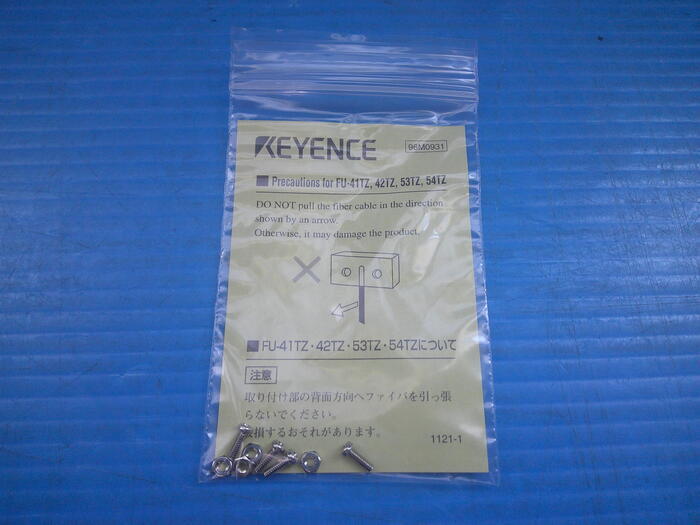 KEYENCE
96M0931
■ Precautions for FU-41TZ, 42TZ, 53TZ, 54TZ
DO NOT pull the fiber cable in the direction
shown by an arrow.
Otherwise, it may damage the product.
■ FU-41TZ・42TZ・53TZ・54TZについて
注意
取り付け部の背面方向へファイバを引っ張
らないでください。
損するおそれがあります。
1121-1